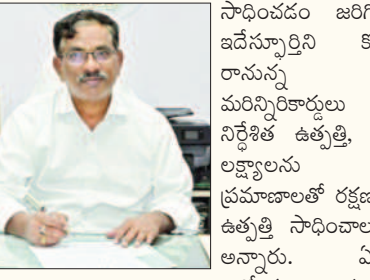 సాధించడం జరిగి
ఇదేస్ఫూర్తిని కొ
రానున్న
మరిన్నిరికార్డులు
నిర్ధేశిత ఉత్పత్తి,
లక్ష్యాలను
ప్రమాణాలతో రక్షణ
ఉత్పత్తి సాధించాల
అన్నారు. ఏ